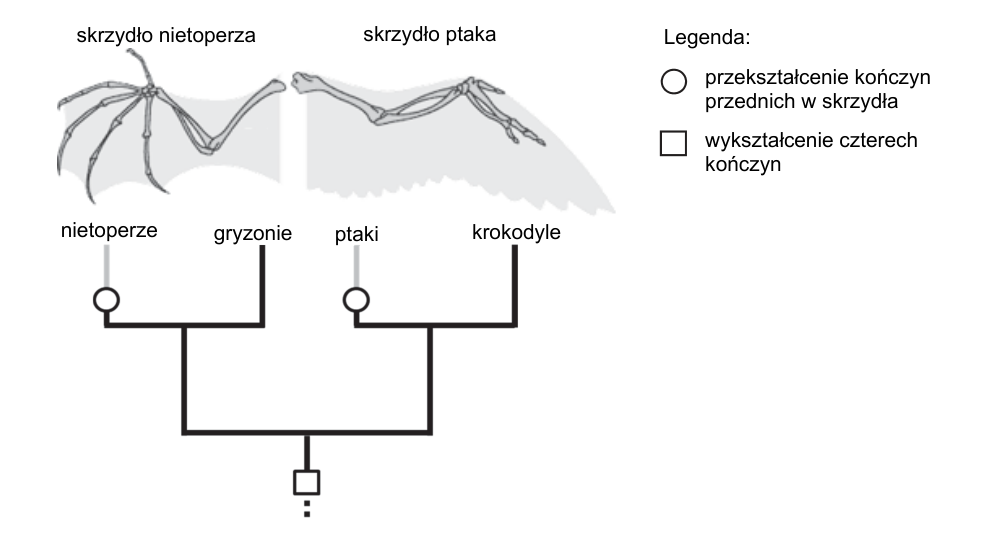 skrzydło nietoperza
skrzydło ptaka
Legenda:
przekształcenie kończyn
przednich w skrzydła
wykształcenie czterech
kończyn
nietoperze
gryzonie
ptaki
krokodyle